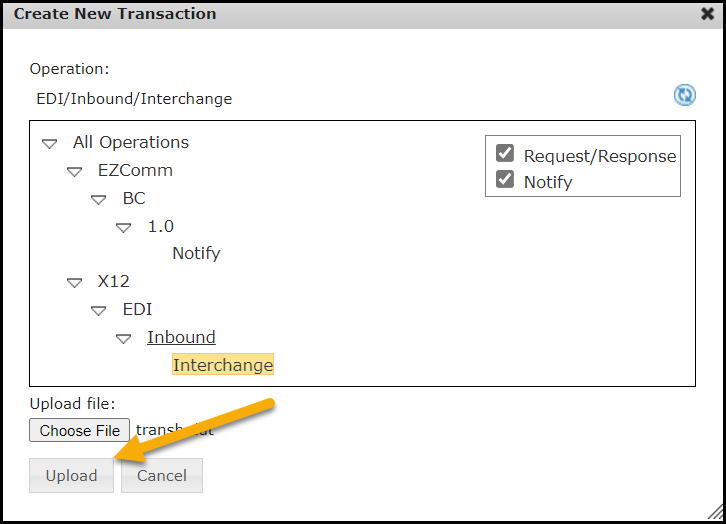 Create New Transaction
Operation:
EDI/Inbound/Interchange
All Operations
Request/Response
EZComm
Notify
BC
1.0
Notify
X12
EDI
Inbound
Interchange
Upload file:
Choose File
Upload
Cancel